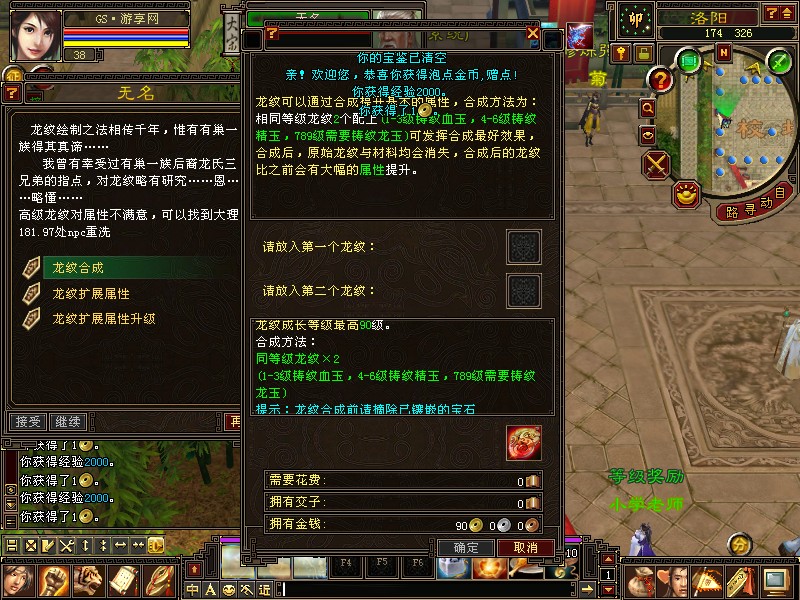 GS·游享网
38
无名
洛阳
174 326
卯
N
自动寻路
你的宝鉴已清空
亲！欢迎您，恭喜你获得泡点金币,赠点！
你获得经验2000。
你获得了1
龙纹可以通过合成提升基本的属性，合成方法为：
相同等级龙纹2个配上(1-3级铸纹血玉，4-6级铸纹
精玉，789级需要铸纹龙玉)可发挥合成最好效果，
合成后，原始龙纹与材料均会消失，合成后的龙纹
比之前会有大幅的属性提升。
请放入第一个龙纹：
请放入第二个龙纹：
龙纹成长等级最高90级。
合成方法：
同等级龙纹×2
(1-3级铸纹血玉，4-6级铸纹精玉，789级需要铸纹
龙玉)
提示：龙纹合成前请摘除已镶嵌的宝石
需要花费： 0
拥有交子： 0
拥有金钱： 90 0 0
确定 取消
无名
龙纹绘制之法相传千年，惟有有巢一
族得其真谛……
我曾有幸受过有巢一族后裔龙氏三
兄弟的指点，对龙纹略有研究……恩…
…略懂……
高级龙纹对属性不满意，可以找到大理
181.97处npc重洗
龙纹合成
龙纹扩展属性
龙纹扩展属性升级
接受 继续 再
获得了1。
你获得经验2000。
你获得了1。
你获得经验2000。
你获得了1。
等级奖励
小学老师
F4 F5 F6
10
1
中 A 近